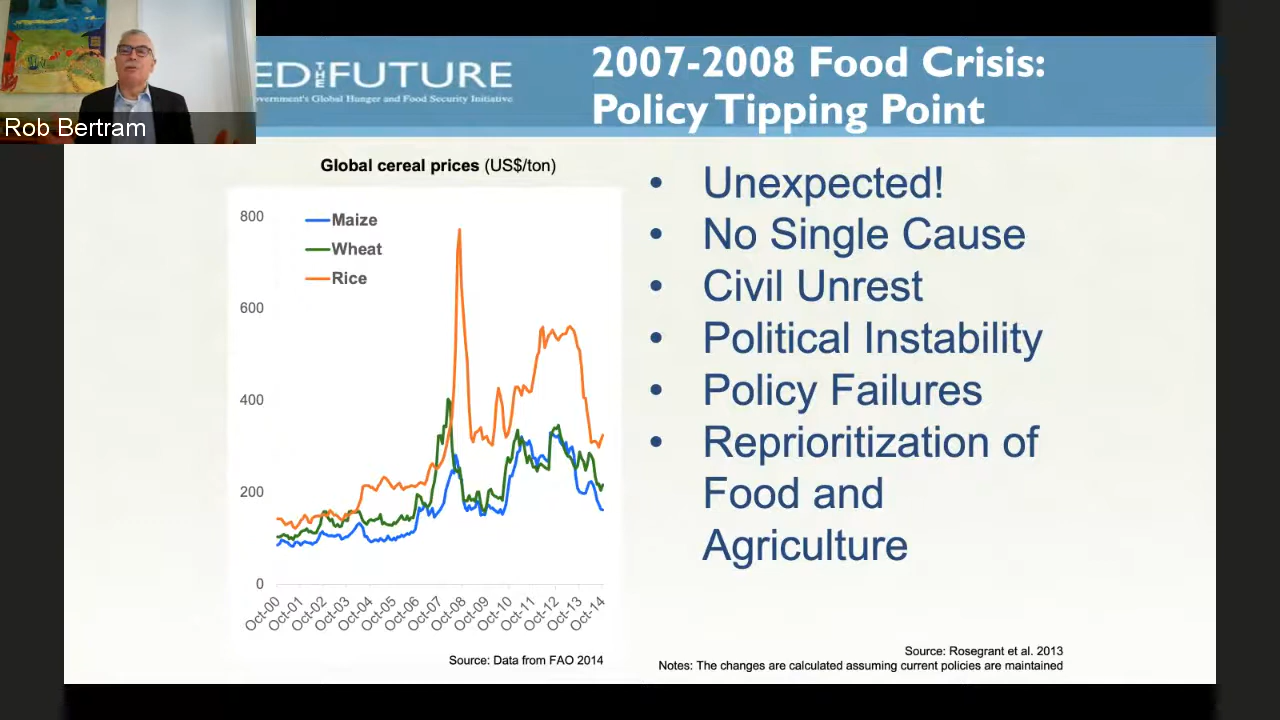 Rob Bertram
ED THE FUTURE
vernment's Global Hunger and Food Security Initiative
2007-2008 Food Crisis:
Policy Tipping Point
Global cereal prices (US$/ton)
800
600
400
200
0
Maize
Wheat
Rice
Oct-00
Oct-01
Oct-02
Oct-03
Oct-04
Oct-05
Oct-06
Oct-07
Oct-08
Oct-09
Oct-10
Oct-11
Oct-12
Oct-13
Oct-14
Source: Data from FAO 2014
• Unexpected!
• No Single Cause
• Civil Unrest
• Political Instability
• Policy Failures
• Reprioritization of
Food and
Agriculture
Source: Rosegrant et al. 2013
Notes: The changes are calculated assuming current policies are maintained